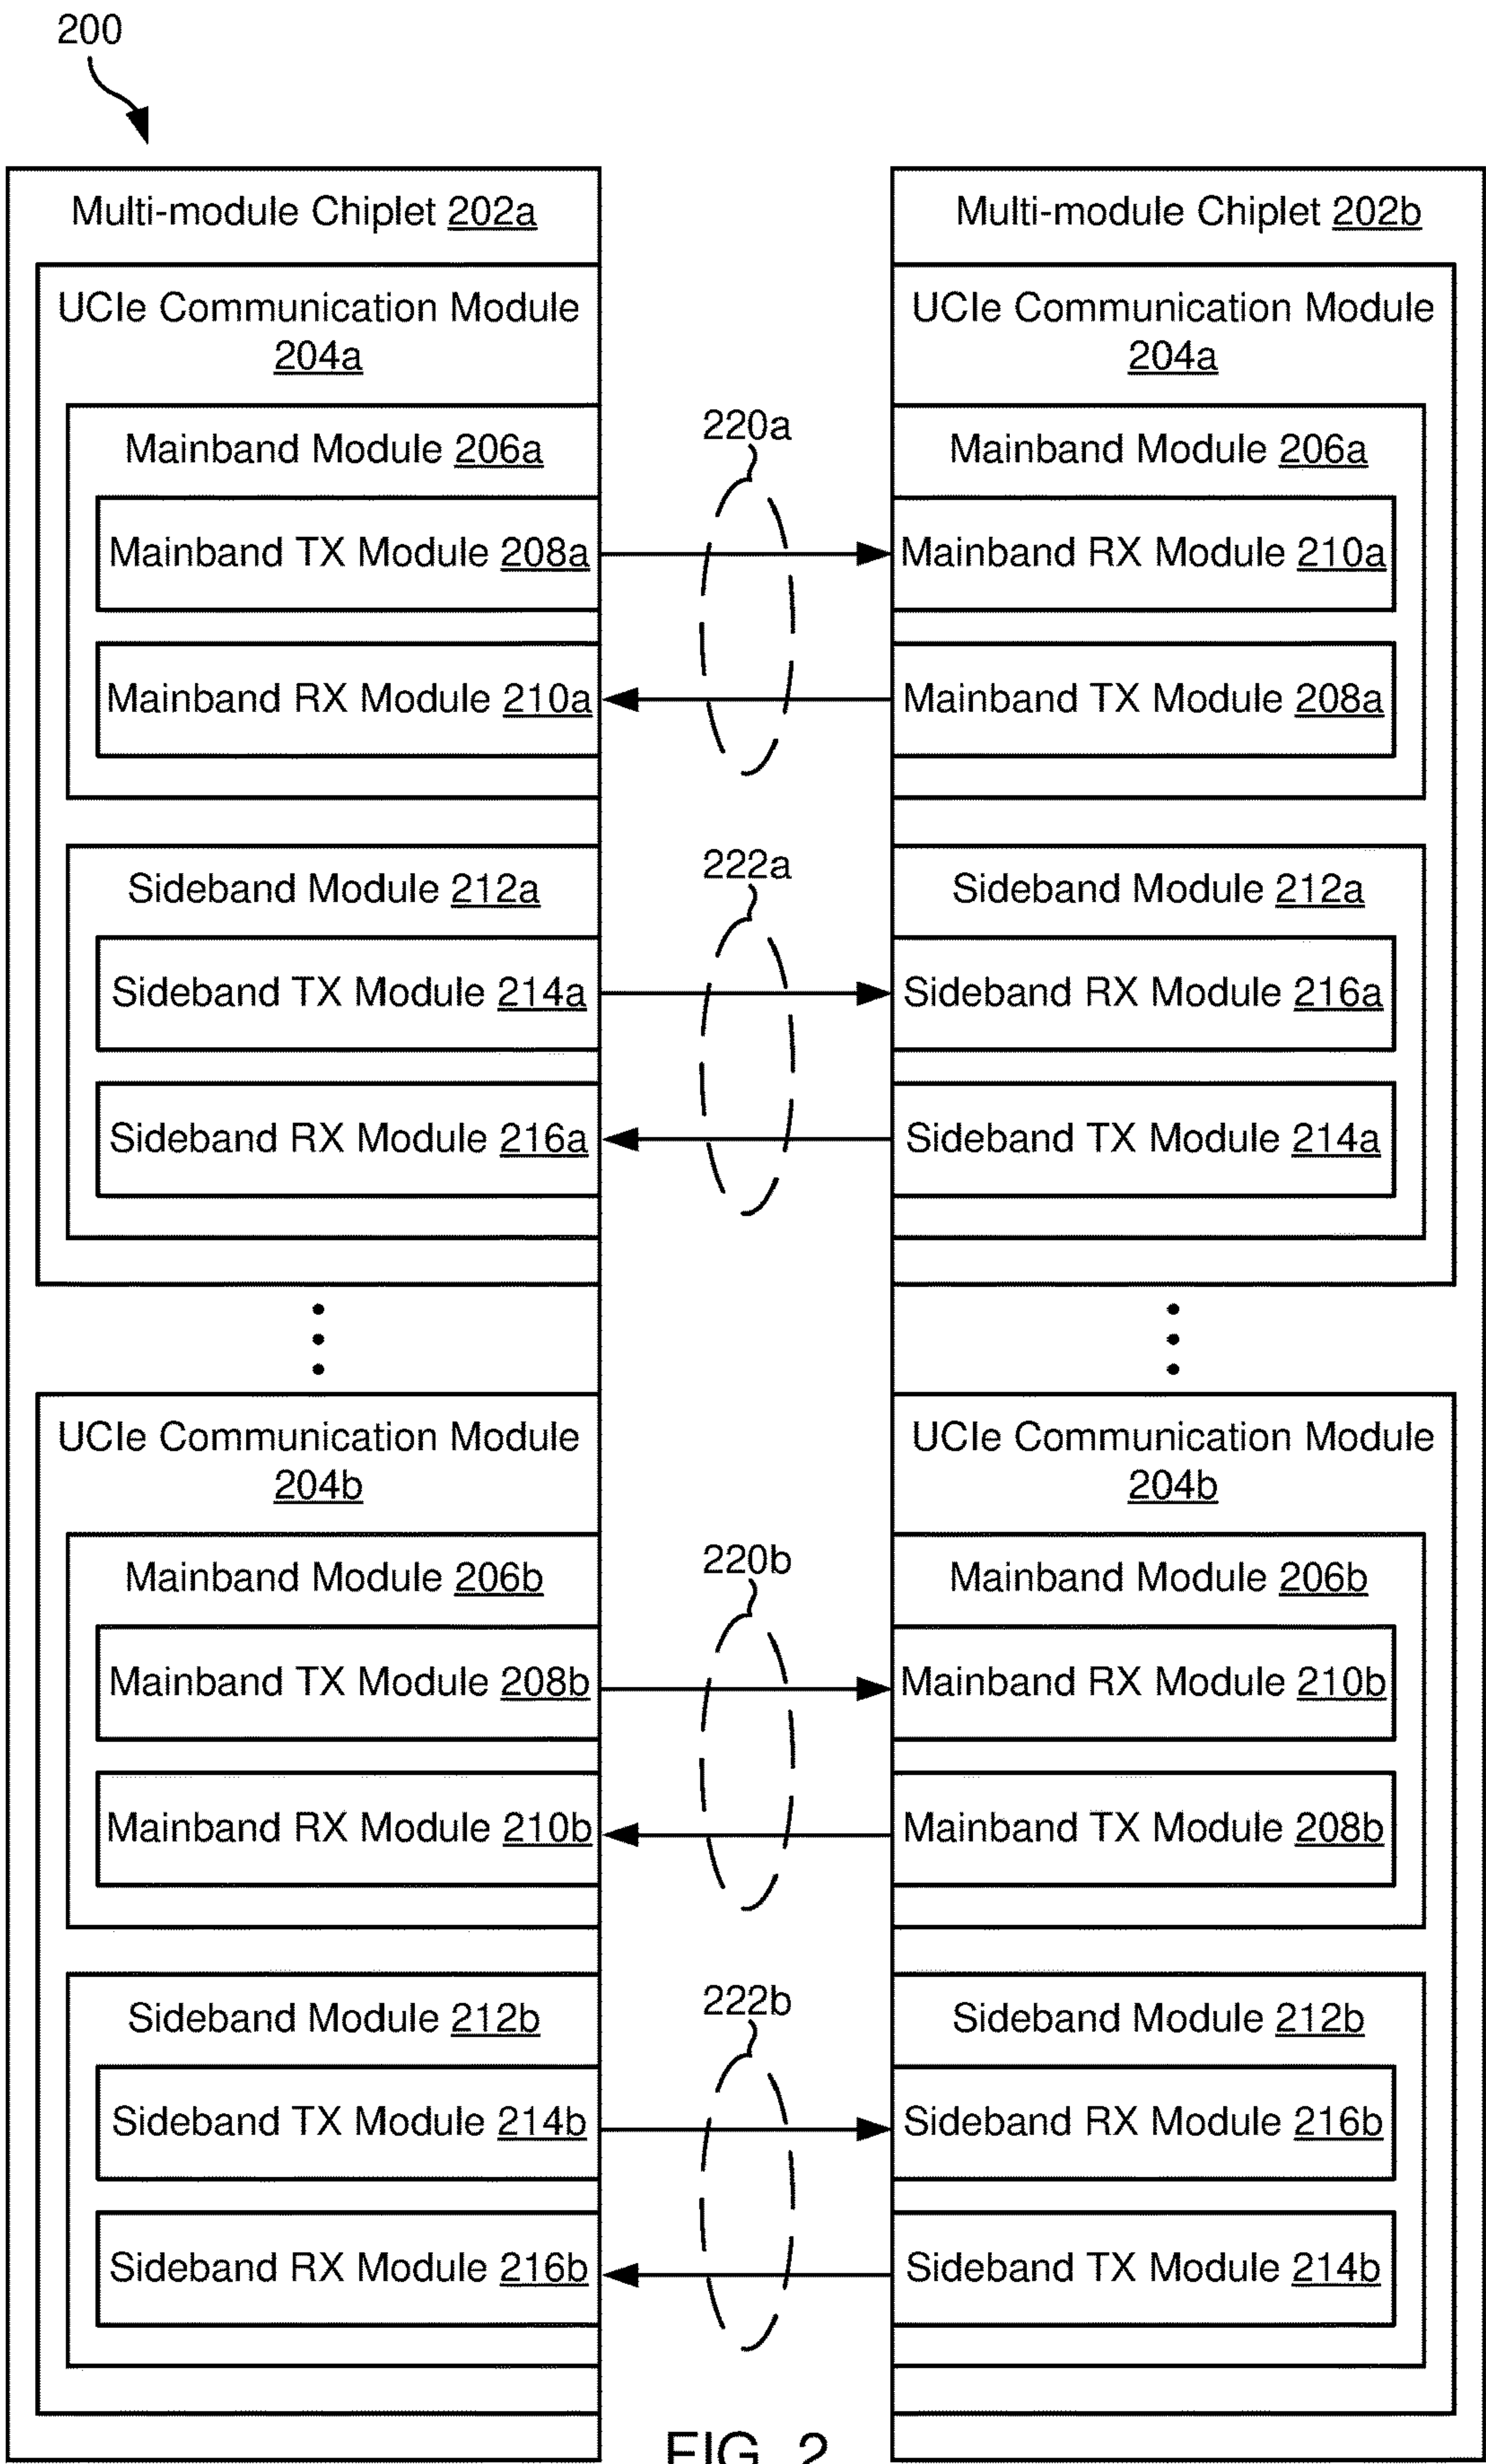 200
Multi-module Chiplet 202a
UCIe Communication Module
204a
Mainband Module 206a
Mainband TX Module 208a
Mainband RX Module 210a
Sideband Module 212a
Sideband TX Module 214a
Sideband RX Module 216a
UCIe Communication Module
204b
Mainband Module 206b
Mainband TX Module 208b
Mainband RX Module 210b
Sideband Module 212b
Sideband TX Module 214b
Sideband RX Module 216b
220a
222a
220b
222b
Multi-module Chiplet 202b
UCIe Communication Module
204a
Mainband Module 206a
Mainband RX Module 210a
Mainband TX Module 208a
Sideband Module 212a
Sideband RX Module 216a
Sideband TX Module 214a
UCIe Communication Module
204b
Mainband Module 206b
Mainband RX Module 210b
Mainband TX Module 208b
Sideband Module 212b
Sideband RX Module 216b
Sideband TX Module 214b
FIG. 2